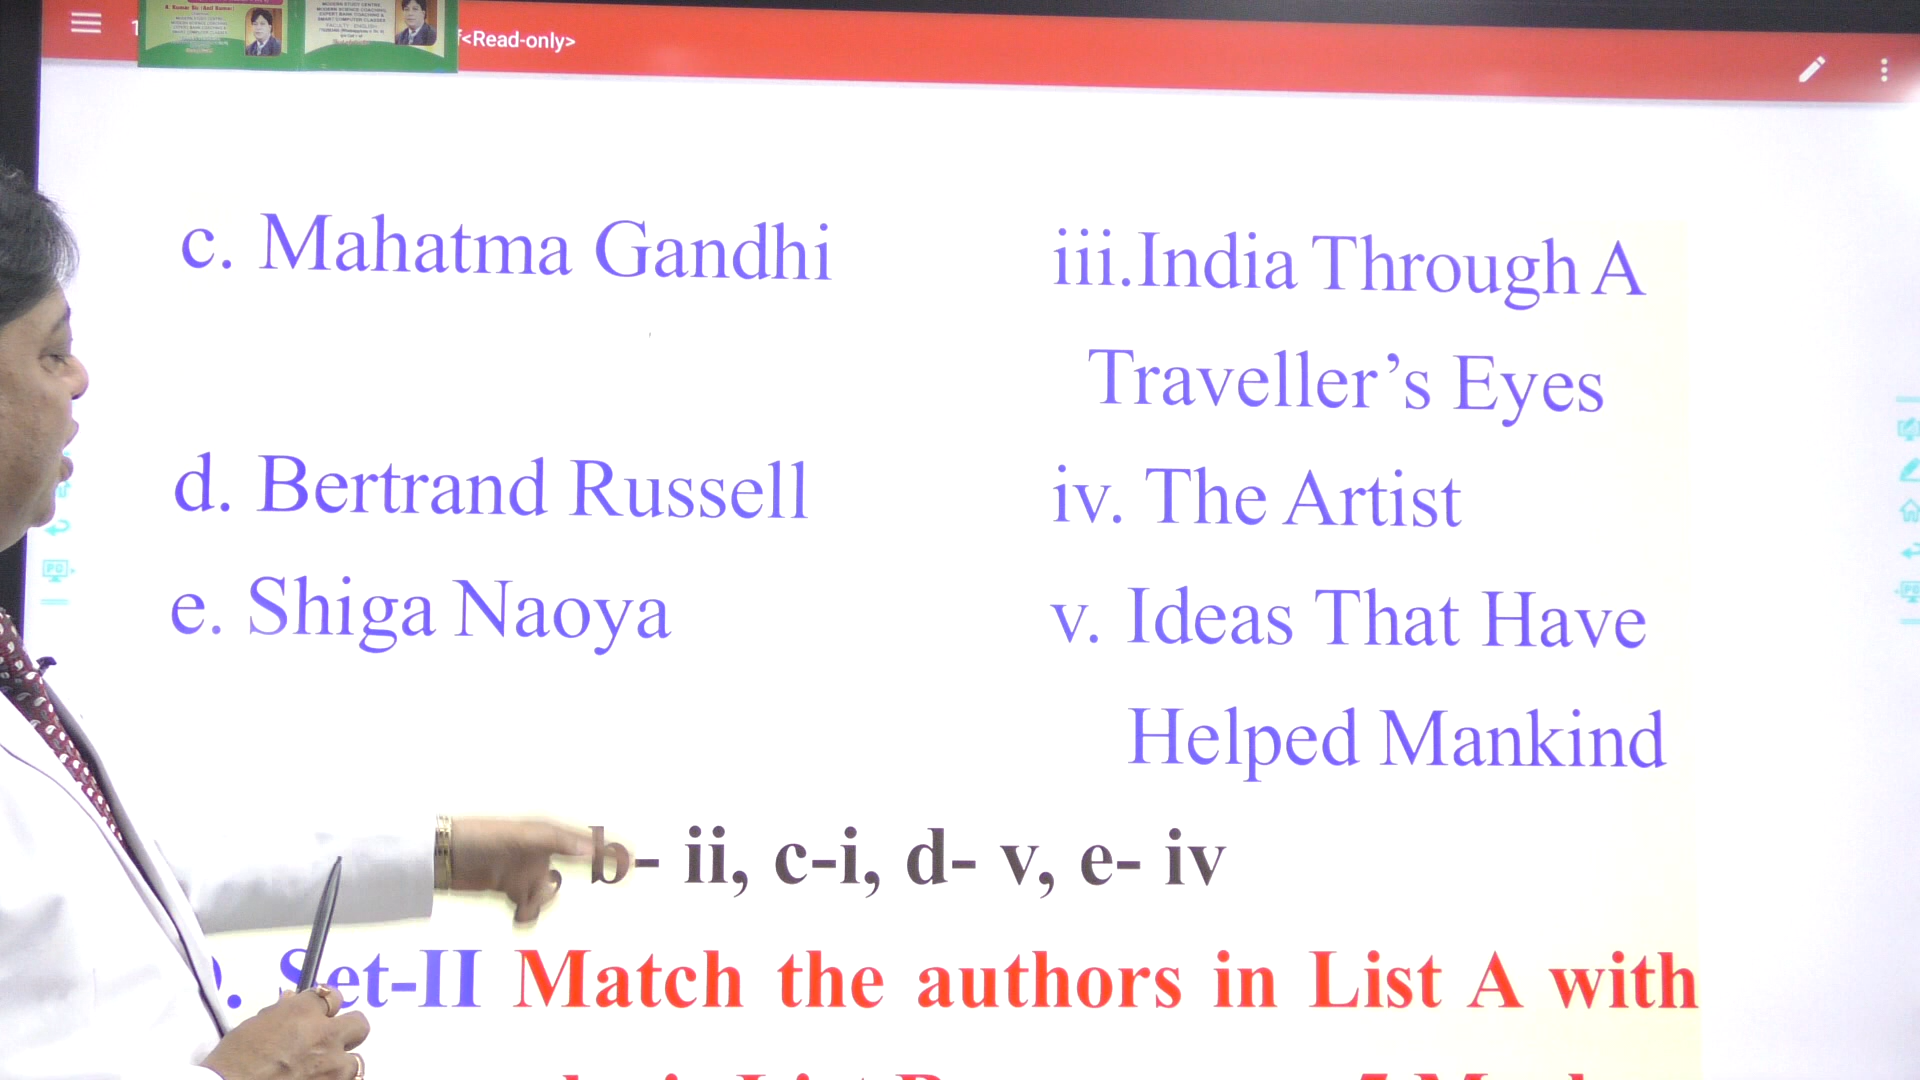 f<Read-only>
c. Mahatma Gandhi
iii.India Through A
Traveller’s Eyes
d. Bertrand Russell
iv. The Artist
e. Shiga Naoya
v. Ideas That Have
Helped Mankind
, b- ii, c-i, d- v, e- iv
. Set-II Match the authors in List A with